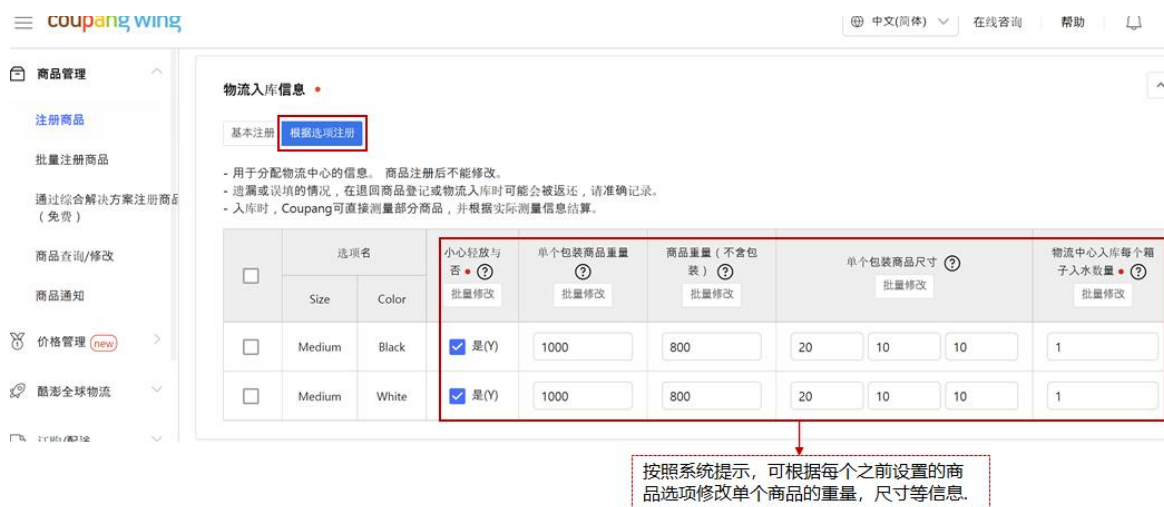 coupang wing
中文(简体)
在线咨询
帮助
商品管理
注册商品
批量注册商品
通过综合解决方案注册商品
(免费)
商品查询/修改
商品通知
价格管理 new
酷澎全球物流
订购/配送
物流入库信息
基本注册
根据选项注册
- 用于分配物流中心的信息。 商品注册后不能修改。
- 遗漏或误填的情况,在退回商品登记或物流入库时可能会被返还,请准确记录。
- 入库时,Coupang可直接测量部分商品,并根据实际测量信息结算。
选项名
Size
Color
小心轻放与
否
批量修改
单个包装商品重量
批量修改
商品重量(不含包
装)
批量修改
单个包装商品尺寸
批量修改
物流中心入库每个箱
子入水数量
批量修改
Medium Black 是(Y) 1000 800 20 10 10 1
Medium White 是(Y) 1000 800 20 10 10 1
按照系统提示,可根据每个之前设置的商
品选项修改单个商品的重量,尺寸等信息.